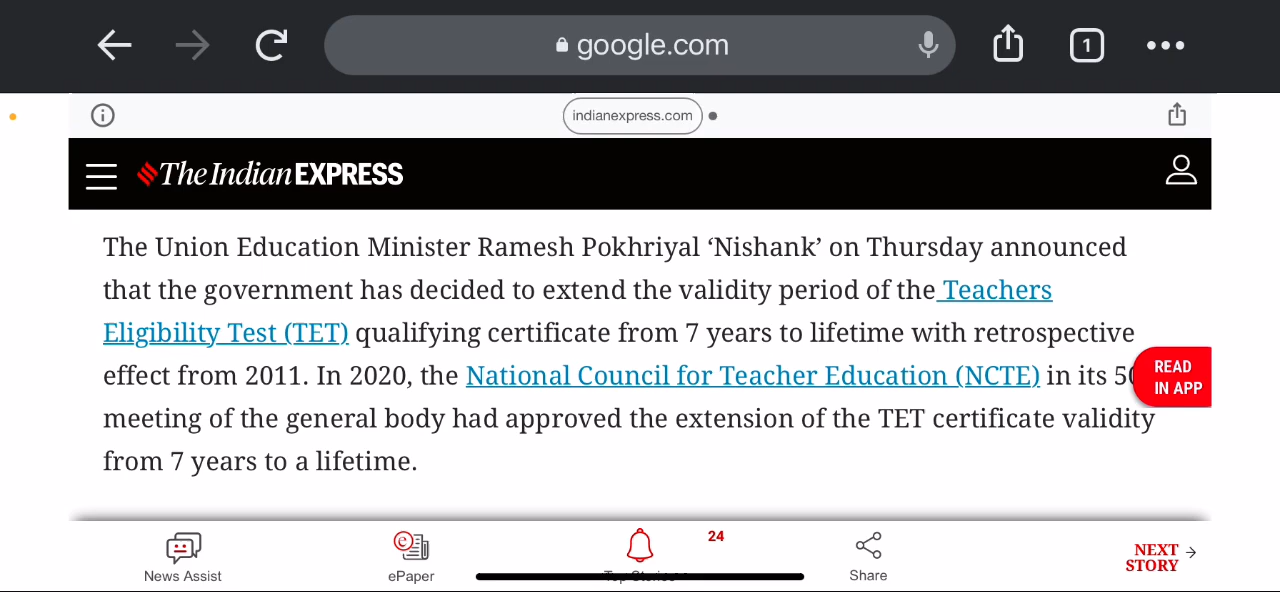 google.com
1
indianexpress.com
The Indian EXPRESS
The Union Education Minister Ramesh Pokhriyal ‘Nishank’ on Thursday announced
that the government has decided to extend the validity period of the Teachers
Eligibility Test (TET) qualifying certificate from 7 years to lifetime with retrospective
effect from 2011. In 2020, the National Council for Teacher Education (NCTE) in its
READ
IN APP
meeting of the general body had approved the extension of the TET certificate validity
from 7 years to a lifetime.
News Assist
ePaper
24
Top Stories
Share
NEXT
STORY